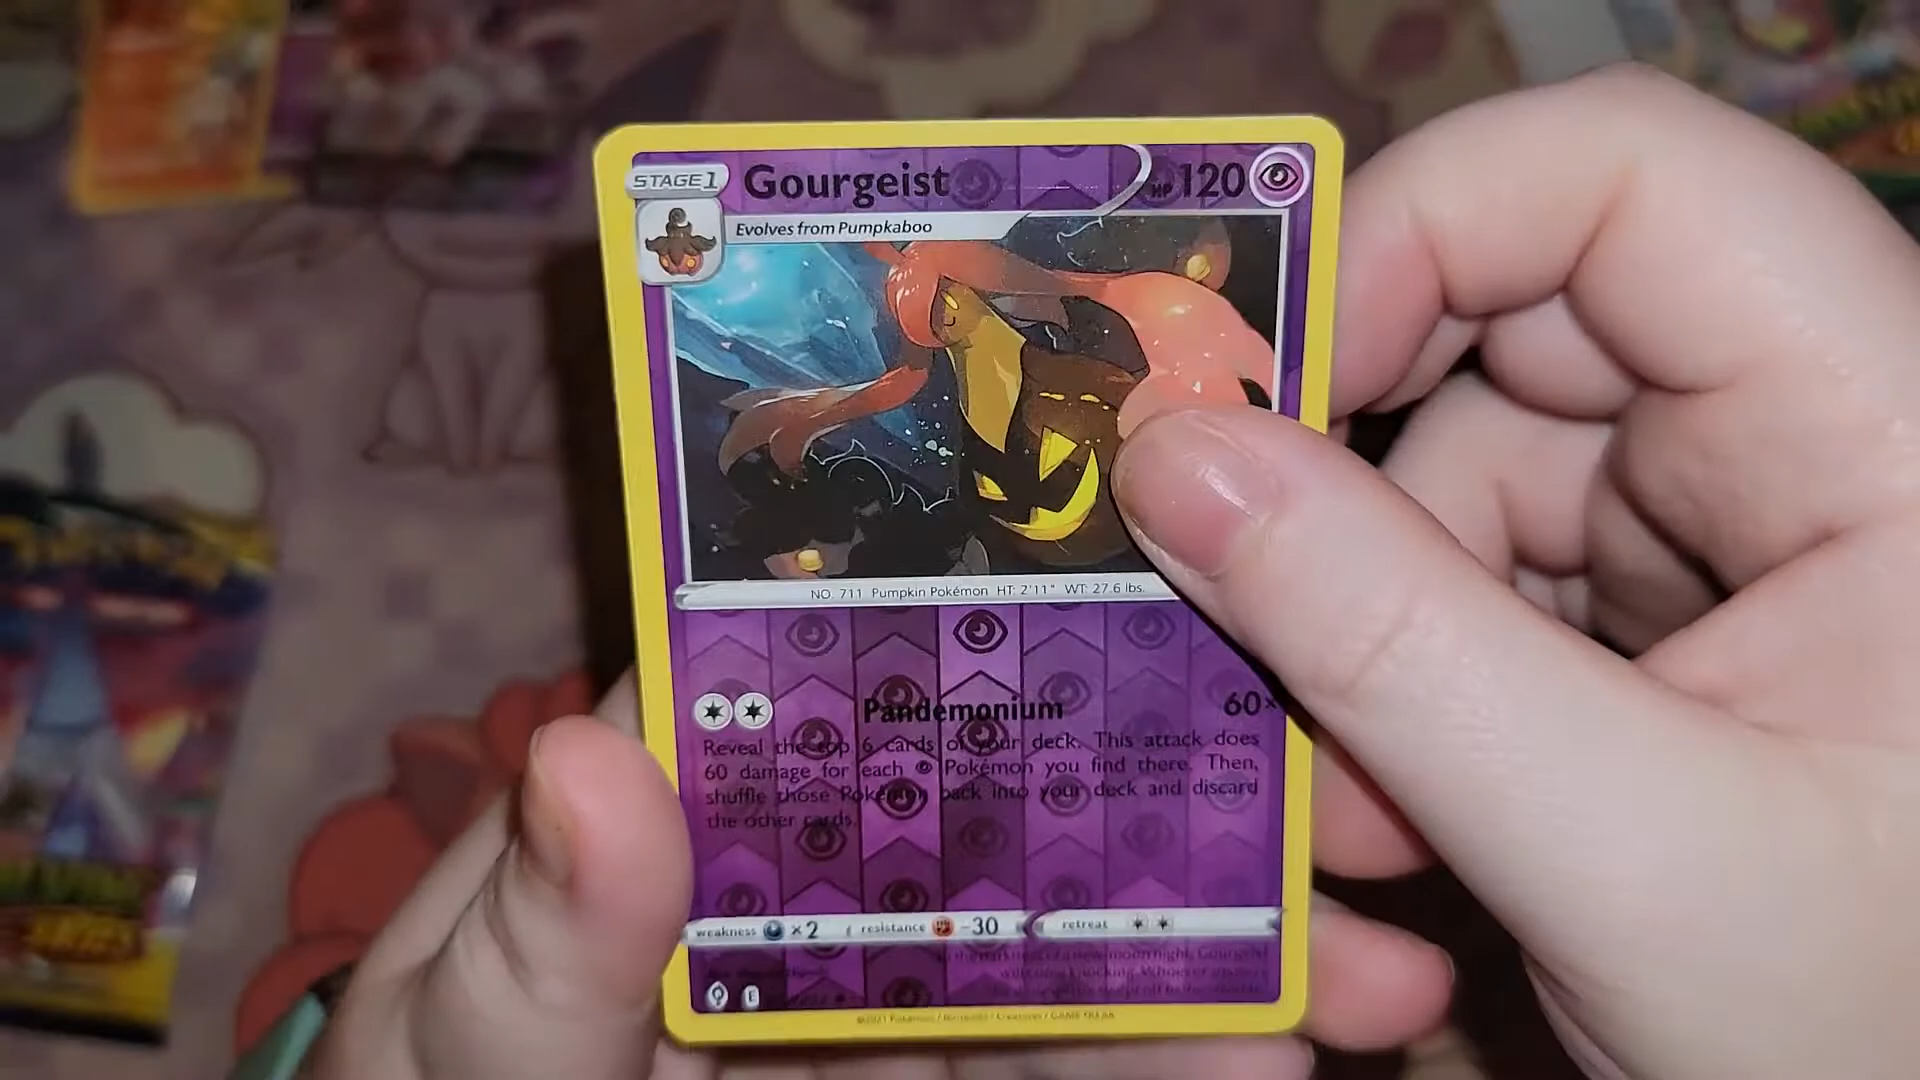 STAGE 1
Gourgeist
HP 120
Evolves from Pumpkaboo
NO. 711 Pumpkin Pokémon HT: 2'11" WT: 27.6 lbs.
Pandemonium 60×
Reveal the top 6 cards of your deck. This attack does
60 damage for each Pokémon you find there. Then,
shuffle those Pokémon back into your deck and discard
the other cards.
weakness ×2 resistance -30 retreat
E